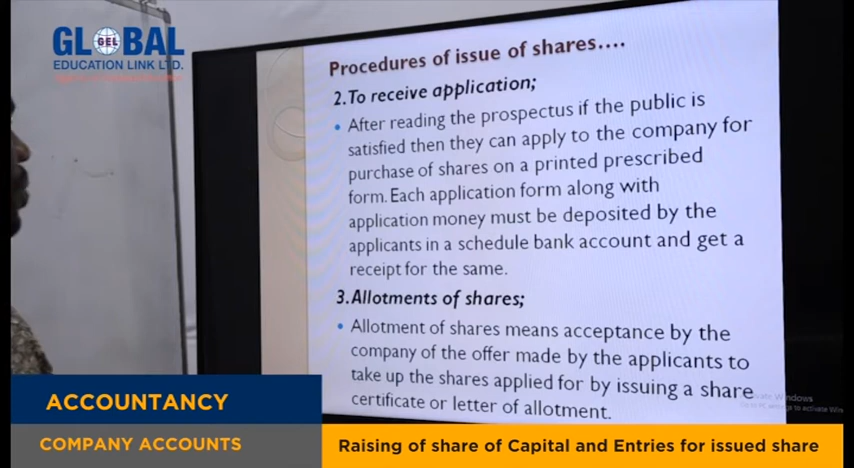 GLOBAL
GEL
EDUCATION LINK LTD.
Procedures of issue of shares....
2.To receive application;
• After reading the prospectus if the public is
satisfied then they can apply to the company for
purchase of shares on a printed prescribed
form. Each application form along with
application money must be deposited by the
applicants in a schedule bank account and get a
receipt for the same.
3.Allotments of shares;
• Allotment of shares means acceptance by the
company of the offer made by the applicants to
take up the shares applied for by issuing a share
certificate or letter of allotment.
Windows
to activate
ACCOUNTANCY
COMPANY ACCOUNTS
Raising of share of Capital and Entries for issued share